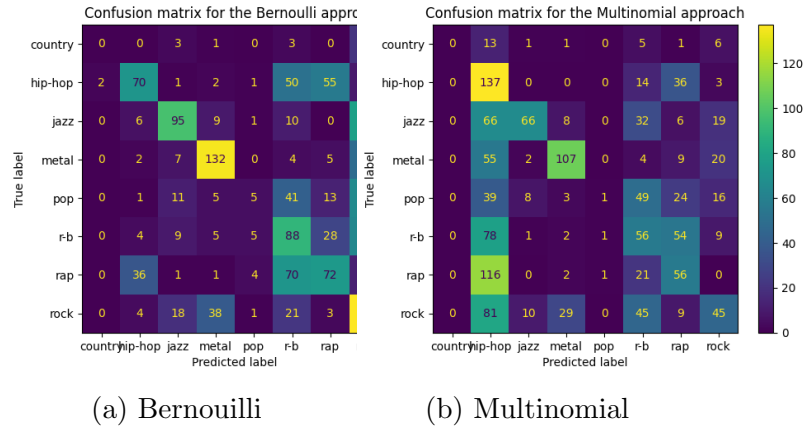 Confusion matrix for the Bernoulli appro
country 0 0 3 1 0 3 0
hip-hop 2 70 1 2 1 50 55
jazz 0 6 95 9 1 10 0
metal 0 2 7 132 0 4 5
pop 0 1 11 5 5 41 13
r-b 0 4 9 5 5 88 28
rap 0 36 1 1 4 70 72
rock 0 4 18 38 1 21 3
country hip-hop jazz metal pop r-b rap
Predicted label
True label
(a) Bernouilli
Confusion matrix for the Multinomial approach
country 0 13 1 1 0 5 1 6
hip-hop 0 137 0 0 0 14 36 3
jazz 0 66 66 8 0 32 6 19
metal 0 55 2 107 0 4 9 20
pop 0 39 8 3 1 49 24 16
r-b 0 78 1 2 1 56 54 9
rap 0 116 0 2 1 21 56 0
rock 0 81 10 29 0 45 9 45
country hip-hop jazz metal pop r-b rap rock
Predicted label
True label
120
100
80
60
40
20
0
(b) Multinomial